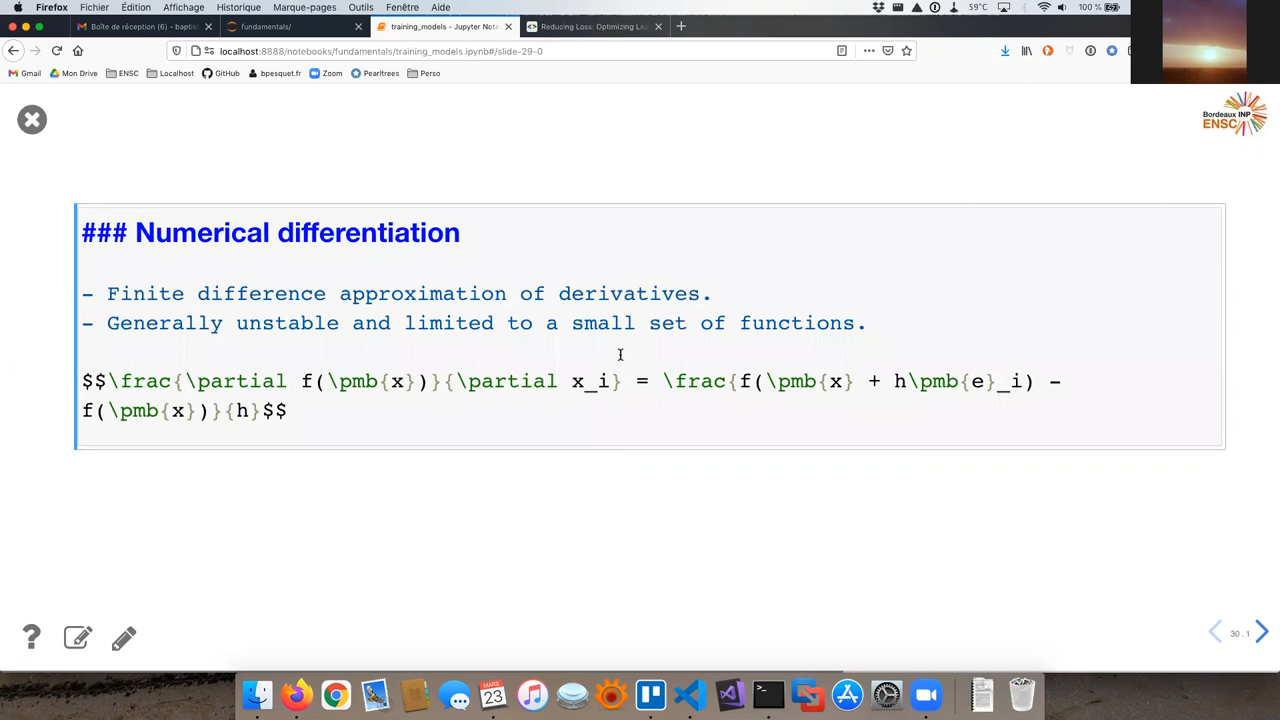 Firefox Fichier Édition Affichage Historique Marque-pages Outils Fenêtre Aide 59°C 100 %
Boîte de réception (6) – baptis fundamentals/ training_models - Jupyter Note Reducing Loss: Optimizing Le
localhost:8888/notebooks/fundamentals/training_models.ipynb#/slide-29-0
Gmail Mon Drive ENSC Localhost GitHub bpesquet.fr Zoom Pearltrees Perso
Bordeaux INP
ENSC
### Numerical differentiation
- Finite difference approximation of derivatives.
- Generally unstable and limited to a small set of functions.
$$\frac{\partial f(\pmb{x})}{\partial x_i} = \frac{f(\pmb{x} + h\pmb{e}_i) -
f(\pmb{x})}{h}$$
30 . 1
MARS
23